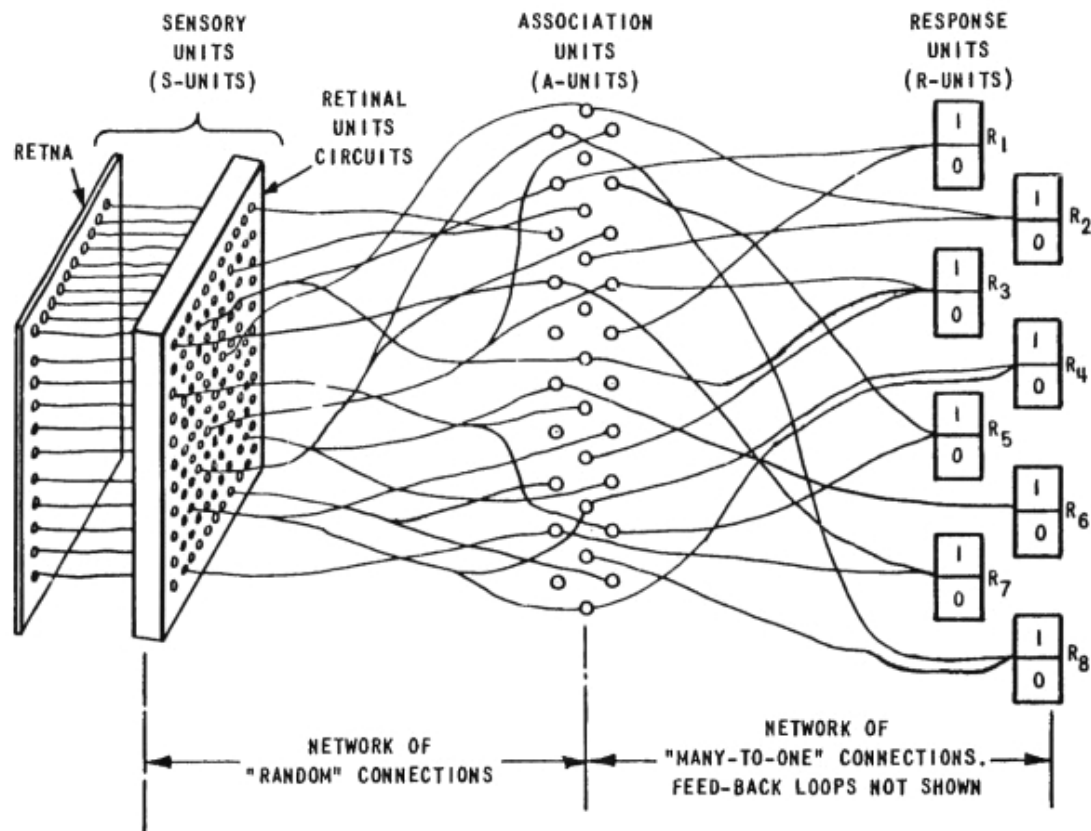 SENSORY
UNITS
(S-UNITS)
ASSOCIATION
UNITS
(A-UNITS)
RESPONSE
UNITS
(R-UNITS)
RETINAL
UNITS
CIRCUITS
RETNA
1
0
R1
1
0
R2
1
0
R3
1
0
R4
1
0
R5
1
0
R6
1
0
R7
1
0
R8
NETWORK OF
"RANDOM" CONNECTIONS
NETWORK OF
"MANY-TO-ONE" CONNECTIONS.
FEED-BACK LOOPS NOT SHOWN